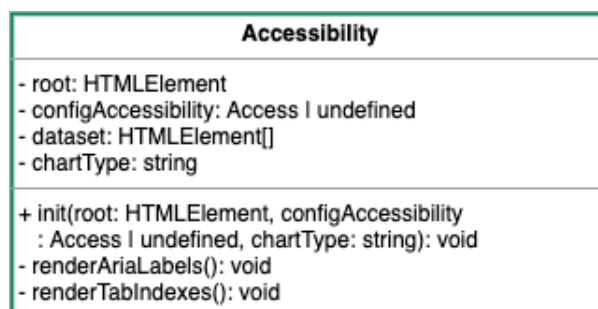 Accessibility
- root: HTMLElement
- configAccessibility: Access | undefined
- dataset: HTMLElement[]
- chartType: string
+ init(root: HTMLElement, configAccessibility
: Access | undefined, chartType: string): void
- renderAriaLabels(): void
- renderTabIndexes(): void